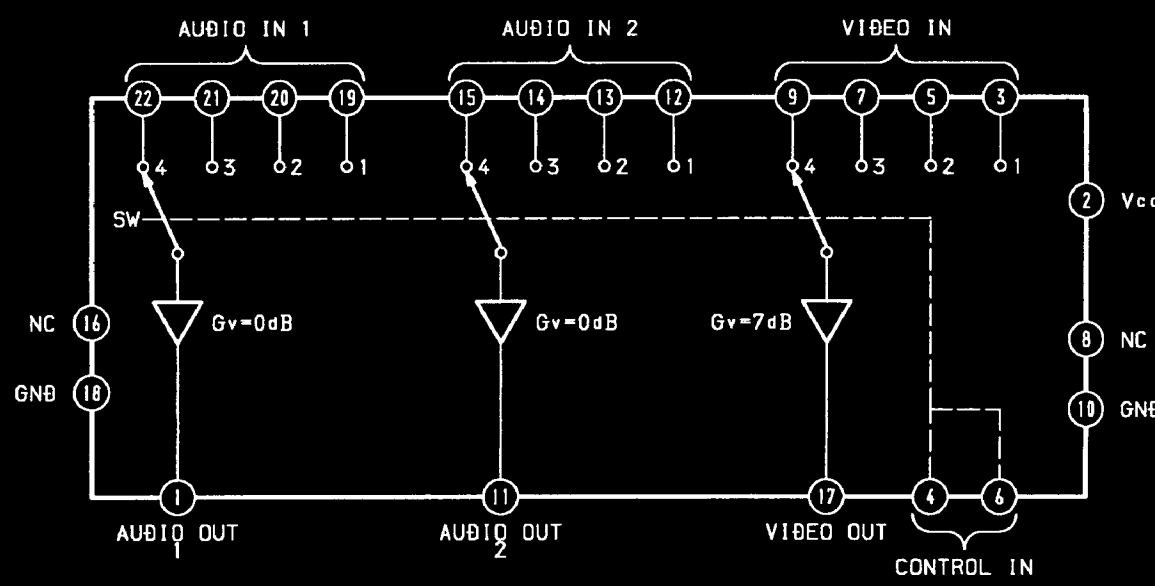 AUDIO IN 1 AUDIO IN 2 VIDEO IN
22 21 20 19 15 14 13 12 9 7 5 3
4 3 2 1 4 3 2 1 4 3 2 1
2 Vcc
SW
NC 16 Gv=0dB Gv=0dB Gv=7dB 8 NC
GND 18 10 GND
1 11 17 4 6
AUDIO OUT AUDIO OUT VIDEO OUT
1 2
CONTROL IN